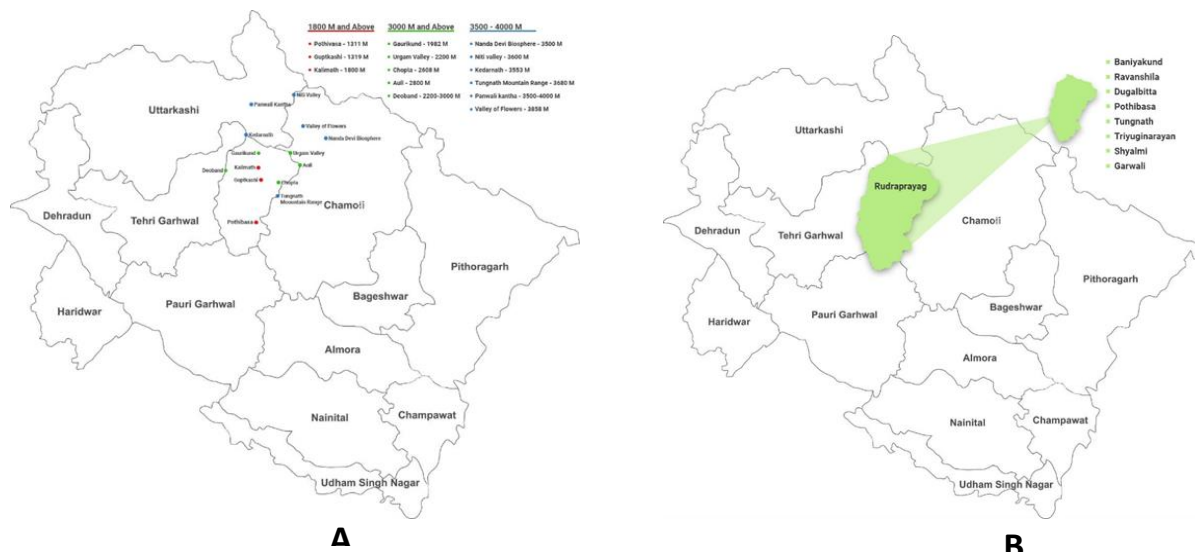 1800 M and Above
Pothivasa - 1311 M
Guptkashi - 1319 M
Kalimath - 1800 M
3000 M and Above
Gaurikund - 1982 M
Urgam Valley - 2200 M
Chopta - 2608 M
Auli - 2800 M
Deoband - 2200-3000 M
3500 - 4000 M
Nanda Devi Biosphere - 3500 M
Niti valley - 3600 M
Kedarnath - 3553 M
Tungnath Mountain Range - 3680 M
Panwali kantha - 3500-4000 M
Valley of Flowers - 3858 M
Uttarkashi
Niti Valley
Panwali Kantha
Valley of Flowers
Nanda Devi Biosphere
Kedarnath
Gaurikund
Urgam Valley
Kalimath
Auli
Deoband
Guptkashi
Chopta
Tungnath
Mountain Range
Pothibasa
Chamoli
Dehradun
Tehri Garhwal
Pithoragarh
Haridwar
Pauri Garhwal
Bageshwar
Almora
Nainital
Champawat
Udham Singh Nagar
A
Baniyakund
Ravanshila
Dugalbitta
Pothibasa
Tungnath
Triyuginarayan
Shyalmi
Garwali
Uttarkashi
Rudraprayag
Chamoli
Dehradun
Tehri Garhwal
Pithoragarh
Haridwar
Pauri Garhwal
Bageshwar
Almora
Nainital
Champawat
Udham Singh Nagar
B